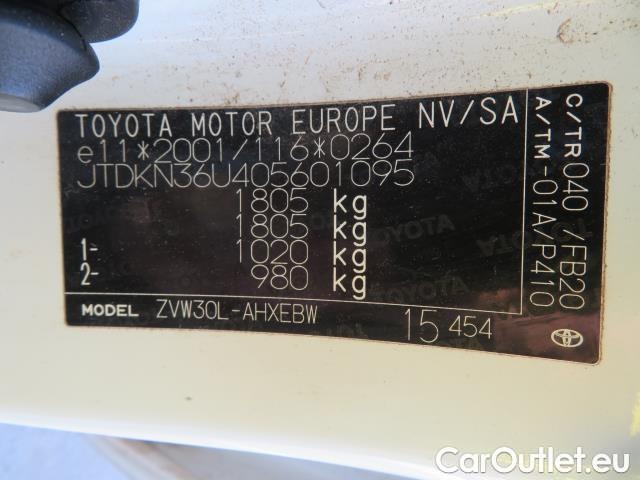 TOYOTA MOTOR EUROPE NV/SA
e11*2001/116*0264
JTDKN36U405601095
1805 kg
1805 kg
1- 1020 kg
2- 980 kg
MODEL ZVW30L-AHXEBW 15 454
C/TR 040 /FB20
A/TM-01A/P410
CarOutlet.eu